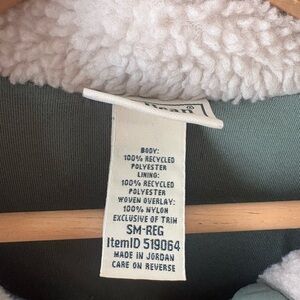 Bean®
BODY:
100% RECYCLED
POLYESTER
LINING:
100% RECYCLED
POLYESTER
WOVEN OVERLAY:
100% NYLON
EXCLUSIVE OF TRIM
SM-REG
ItemID 519064
MADE IN JORDAN
CARE ON REVERSE